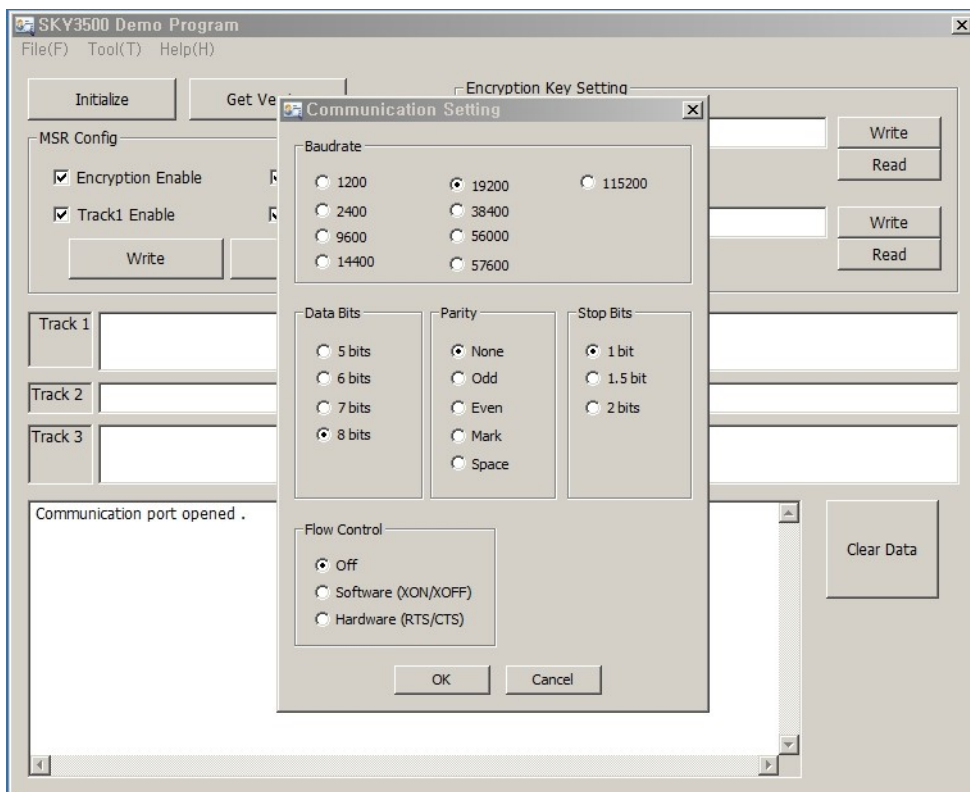 SKY3500 Demo Program
File(F) Tool(T) Help(H)
Initialize
Get
Encryption Key Setting
Write
Read
Write
Read
MSR Config
Encryption Enable
Track1 Enable
Write
Track 1
Track 2
Track 3
Communication port opened .
Clear Data
Communication Setting
Baudrate
1200 19200 115200
2400 38400
9600 56000
14400 57600
Data Bits
5 bits
6 bits
7 bits
8 bits
Parity
None
Odd
Even
Mark
Space
Stop Bits
1 bit
1.5 bit
2 bits
Flow Control
Off
Software (XON/XOFF)
Hardware (RTS/CTS)
OK Cancel